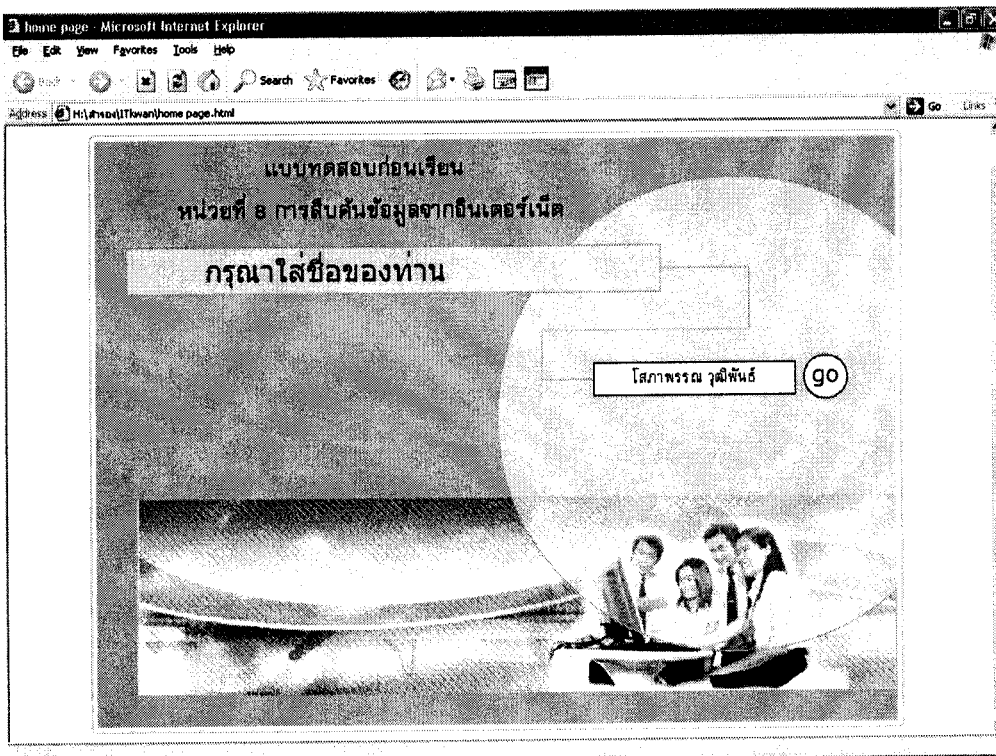 home page - Microsoft Internet Explorer
File Edit View Favorites Tools Help
Back Search Favorites
Address H:\สำรอง\ITkwan\home page.html Go Links
แบบทดสอบก่อนเรียน
หน่วยที่ 8 การสืบค้นข้อมูลจากอินเตอร์เน็ต
กรุณาใส่ชื่อของท่าน
โสภาพรรณ วุฒิพันธ์ go